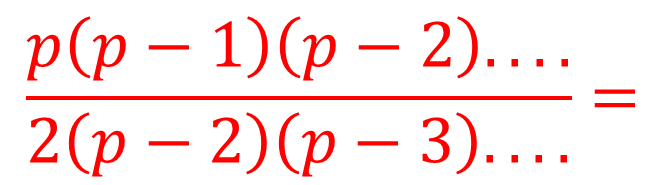 p(p − 1)(p − 2)....
=
2(p − 2)(p − 3)....